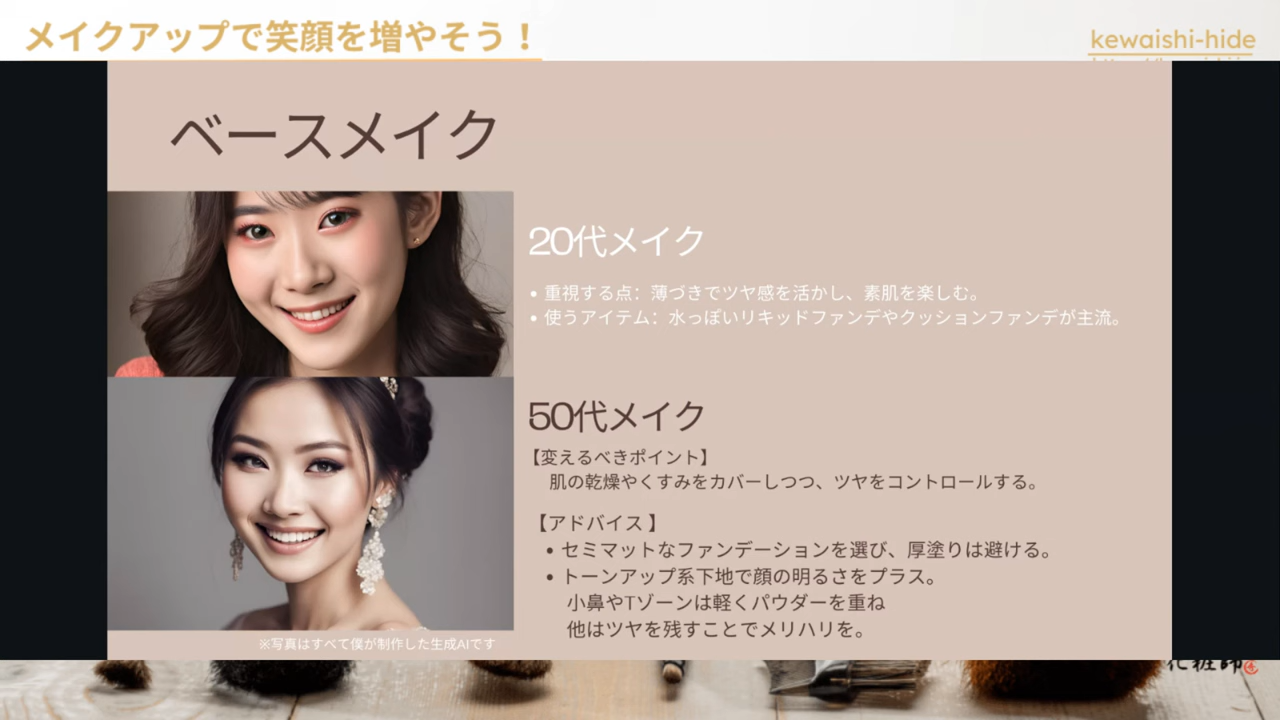 メイクアップで笑顔を増やそう！
kewaishi-hide
ベースメイク
20代メイク
• 重視する点：薄づきでツヤ感を活かし、素肌を楽しむ。
• 使うアイテム：水っぽいリキッドファンデやクッションファンデが主流。
50代メイク
【変えるべきポイント】
肌の乾燥やくすみをカバーしつつ、ツヤをコントロールする。
【アドバイス 】
• セミマットなファンデーションを選び、厚塗りは避ける。
• トーンアップ系下地で顔の明るさをプラス。
小鼻やTゾーンは軽くパウダーを重ね
他はツヤを残すことでメリハリを。
※写真はすべて僕が制作した生成AIです
化粧師